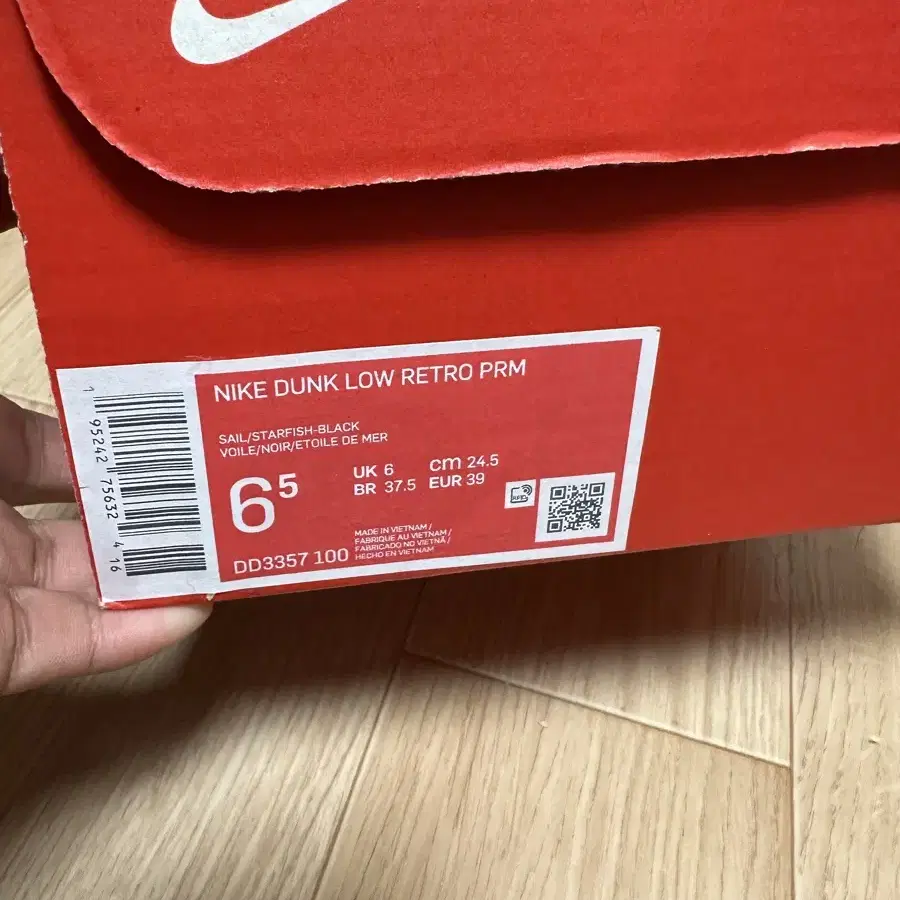 NIKE DUNK LOW RETRO PRM
SAIL/STARFISH-BLACK
VOILE/NOIR/ETOILE DE MER
6⁵
UK 6 cm 24.5
BR 37.5 EUR 39
RFID
DD3357 100
MADE IN VIETNAM /
FABRIQUE AU VIETNAM /
FABRICADO NO VIETNÃ /
HECHO EN VIETNAM
1 95242 75632 4 16